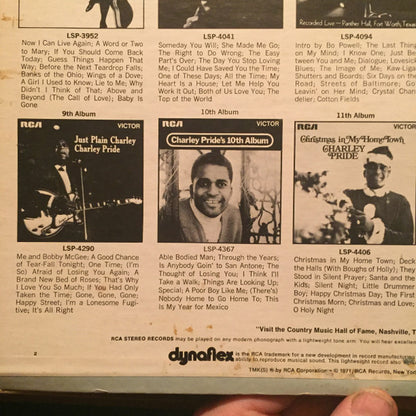 Recorded Live—Panther Hall, Fort Worth, Texas
LSP-3952
LSP-4041
LSP-4094
Now I Can Live Again; A Word or Two to Mary; If You Should Come Back Today; Guess Things Happen That Way; Before the Next Teardrop Falls; Banks of the Ohio; Wings of a Dove; A Girl I Used to Know; Lie to Me; Why Didn't I Think of That; Above and Beyond (The Call of Love); Baby Is Gone
Someday You Will; She Made Me Go; The Right to Do Wrong; The Easy Part's Over; The Day You Stop Loving Me; I Could Have Saved You the Time; One of These Days; All the Time; My Heart Is a House; Let Me Help You Work It Out; Both of Us Love You; The Top of the World
Intro by Bo Powell; The Last Thing on My Mind; I Know One; Just Between You and Me; Dialogue; Lovesick Blues; The Image of Me; Kaw-Liga; Shutters and Boards; Six Days on the Road; Streets of Baltimore; Got Leavin' on Her Mind; Crystal Chandelier; Cotton Fields
9th Album
10th Album
11th Album
RCA VICTOR
Just Plain Charley
Charley Pride
RCA VICTOR
Charley Pride's 10th Album
RCA VICTOR
Christmas in My Home Town
CHARLEY
PRIDE
LSP-4290
LSP-4367
LSP-4406
Me and Bobby McGee; A Good Chance of Tear-Fall Tonight; One Time; (I'm So) Afraid of Losing You Again; A Brand New Bed of Roses; That's Why I Love You So Much; If You Had Only Taken the Time; Gone, Gone, Gone; Happy Street; I'm a Lonesome Fugitive; It's All Right
Able Bodied Man; Through the Years; Is Anybody Goin' to San Antone; The Thought of Losing You; I Think I'll Take a Walk; Things Are Looking Up; Special; A Poor Boy Like Me; (There's) Nobody Home to Go Home To; This Is My Year for Mexico
Christmas in My Home Town; Deck the Halls (With Boughs of Holly); They Stood in Silent Prayer; Santa and the Kids; Silent Night; Little Drummer Boy; Happy Christmas Day; The First Christmas Morn; Christmas and Love; O Holy Night
"Visit the Country Music Hall of Fame, Nashville, T
RCA STEREO RECORDS may be played on any modern phonograph with a lightweight tone arm. You will hear excellent
2
dynaflex
is RCA trademark for a new development in record manufacturing
ability to reproduce musical sound. This lightweight record also
TMK(S) ® by RCA Corporation—© 1971, RCA Records, New York,